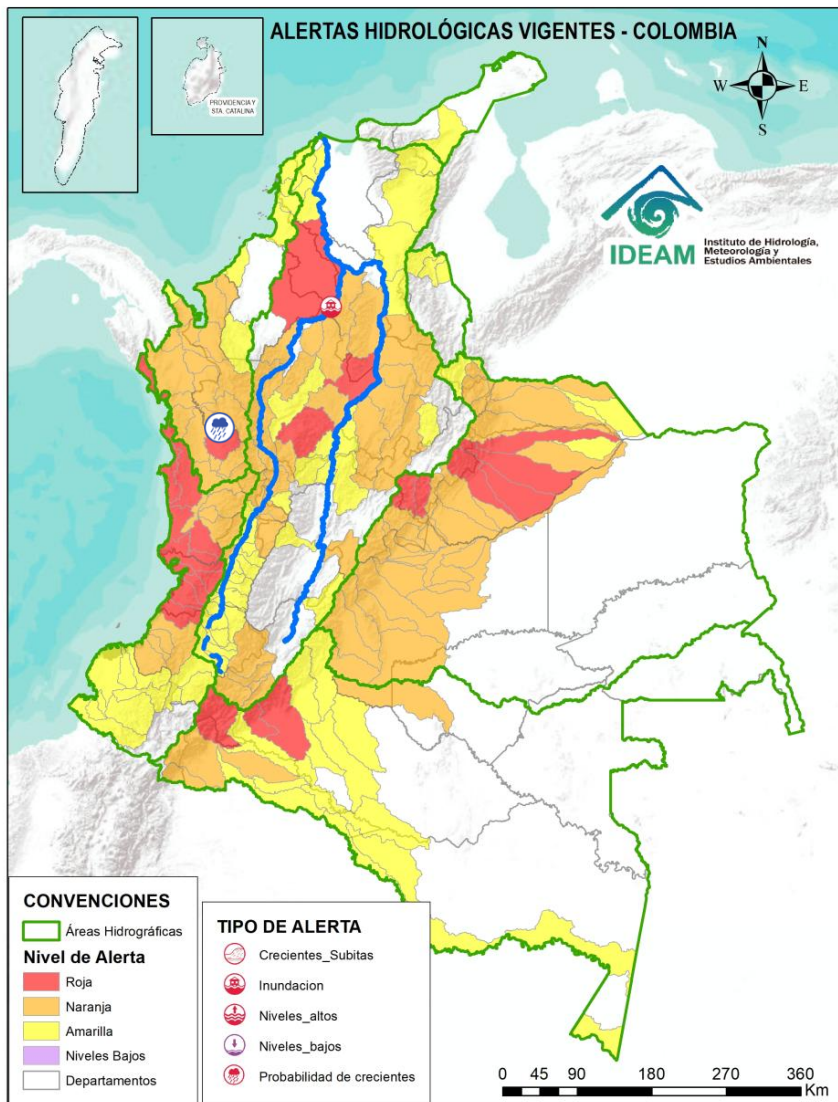 ALERTAS HIDROLÓGICAS VIGENTES - COLOMBIA
PROVIDENCIA Y
STA. CATALINA
N
W
E
S
IDEAM
Instituto de Hidrología,
Meteorología y
Estudios Ambientales
CONVENCIONES
Áreas Hidrográficas
Nivel de Alerta
Roja
Naranja
Amarilla
Niveles Bajos
Departamentos
TIPO DE ALERTA
Crecientes_Subitas
Inundacion
Niveles_altos
Niveles_bajos
Probabilidad de crecientes
0 45 90 180 270 360
Km